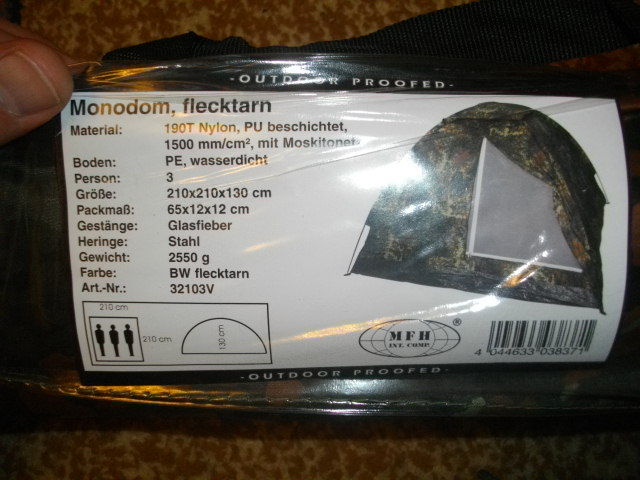 -OUTDOOR PROOFED-
Monodom, flecktarn
Material: 190T Nylon, PU beschichtet,
1500 mm/cm², mit Moskitonetz
Boden: PE, wasserdicht
Person: 3
Größe: 210x210x130 cm
Packmaß: 65x12x12 cm
Gestänge: Glasfieber
Heringe: Stahl
Gewicht: 2550 g
Farbe: BW flecktarn
Art.-Nr.: 32103V
210 cm
210 cm
130 cm
MFH ®
INT. COMP.
4 044633 038371
-OUTDOOR PROOFED-